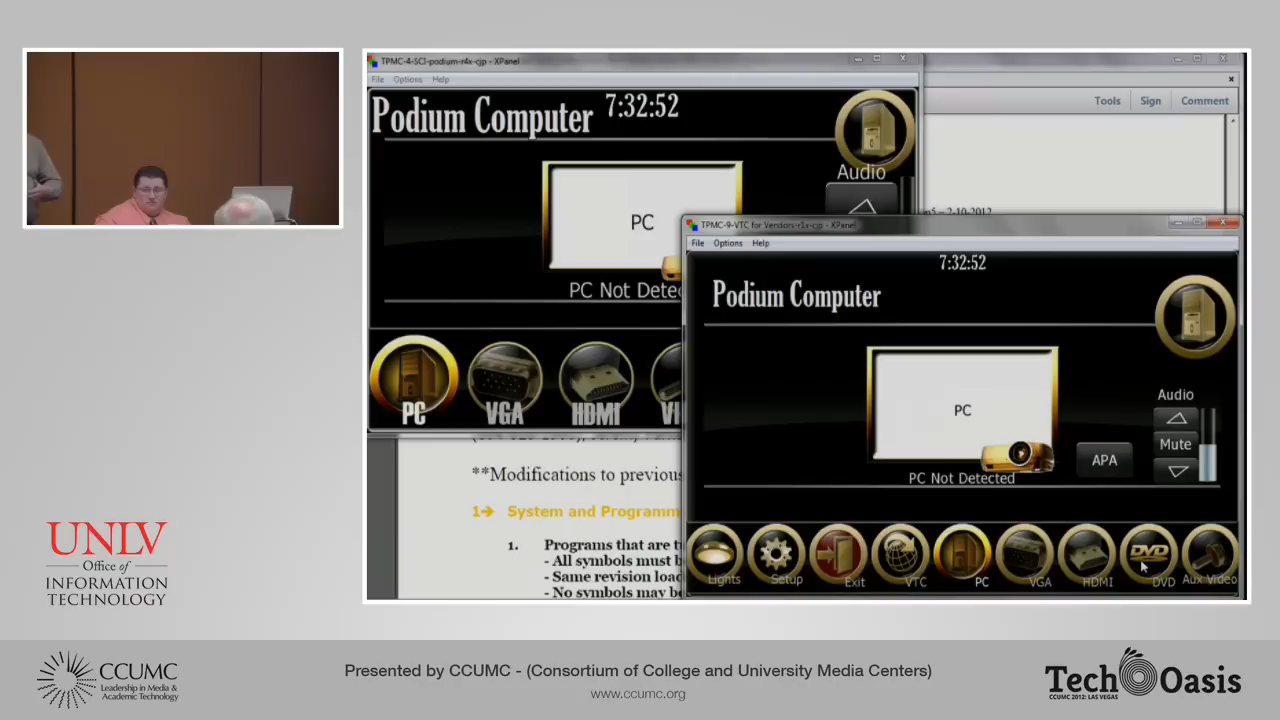 TPMC-4-SCI-podium-r4x-cjp - XPanel
File Options Help
Podium Computer 7:32:52
Audio
PC
PC Not Dete
PC VGA HDMI
Tools Sign Comment
2-10-2012
TPMC-9-VTC for Vendors-r1x-cjp - XPanel
File Options Help
7:32:52
Podium Computer
PC
PC Not Detected
APA
Audio
Mute
Lights Setup Exit VTC PC VGA HDMI DVD DVD Aux Video
**Modifications to previous
1→ System and Programm
1. Programs that are t
- All symbols must
- Same revision load
- No symbols may be
UNLV
Office of
INFORMATION
TECHNOLOGY
CCUMC
Leadership in Media &
Academic Technology
Presented by CCUMC - (Consortium of College and University Media Centers)
www.ccumc.org
Tech Oasis
CCUMC 2012: LAS VEGAS